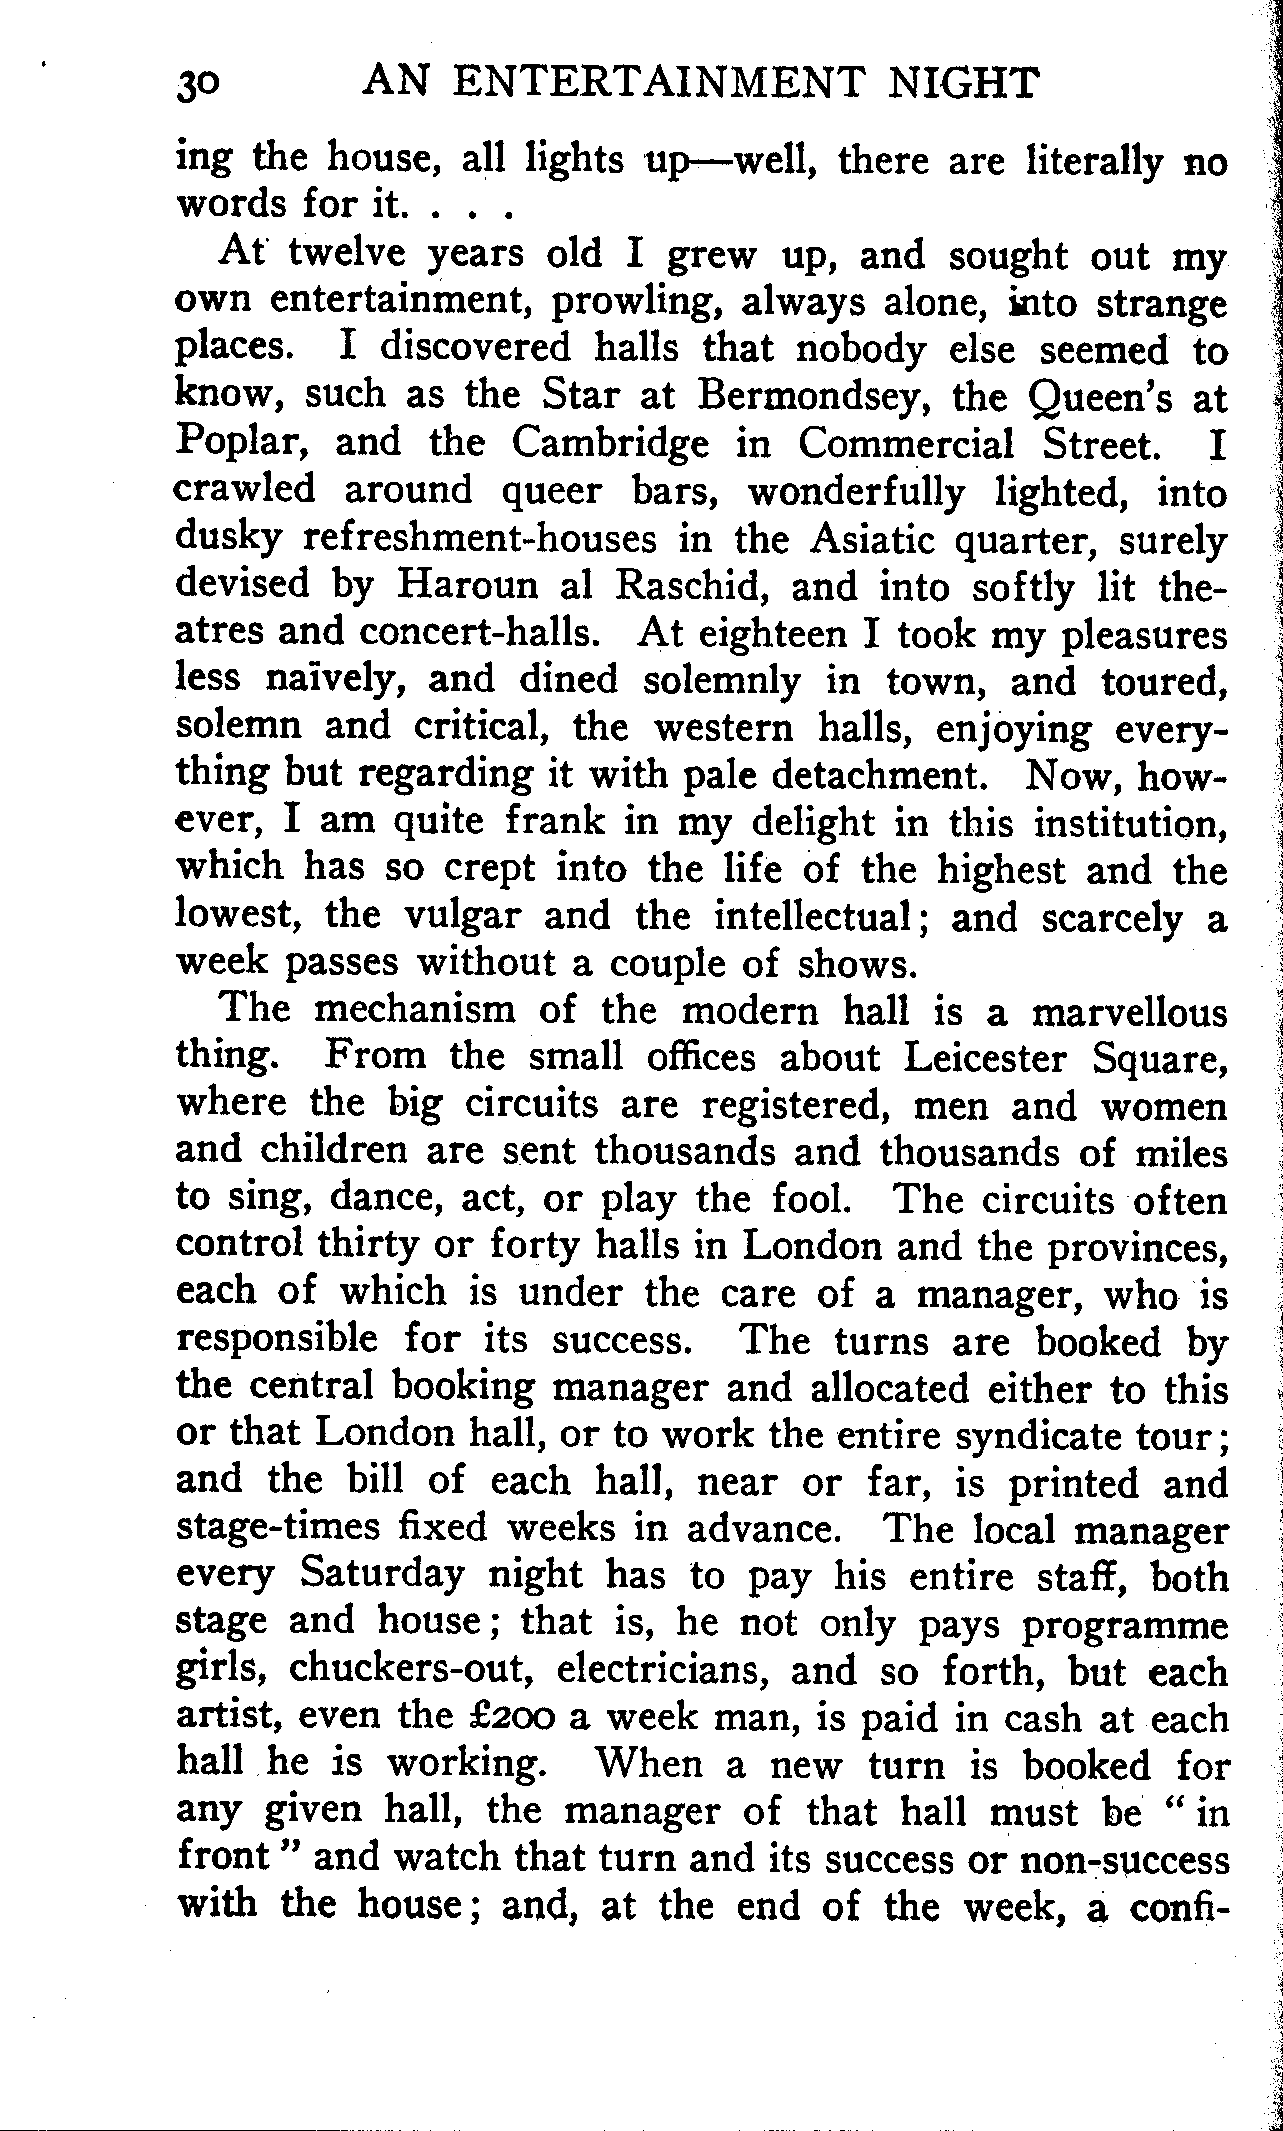 30 AN ENTERTAINMENT NIGHT
ing the house, all lights up—well, there are literally no
words for it. . . .
At twelve years old I grew up, and sought out my
own entertainment, prowling, always alone, into strange
places. I discovered halls that nobody else seemed to
know, such as the Star at Bermondsey, the Queen's at
Poplar, and the Cambridge in Commercial Street. I
crawled around queer bars, wonderfully lighted, into
dusky refreshment-houses in the Asiatic quarter, surely
devised by Haroun al Raschid, and into softly lit the-
atres and concert-halls. At eighteen I took my pleasures
less naïvely, and dined solemnly in town, and toured,
solemn and critical, the western halls, enjoying every-
thing but regarding it with pale detachment. Now, how-
ever, I am quite frank in my delight in this institution,
which has so crept into the life of the highest and the
lowest, the vulgar and the intellectual; and scarcely a
week passes without a couple of shows.
The mechanism of the modern hall is a marvellous
thing. From the small offices about Leicester Square,
where the big circuits are registered, men and women
and children are sent thousands and thousands of miles
to sing, dance, act, or play the fool. The circuits often
control thirty or forty halls in London and the provinces,
each of which is under the care of a manager, who is
responsible for its success. The turns are booked by
the central booking manager and allocated either to this
or that London hall, or to work the entire syndicate tour;
and the bill of each hall, near or far, is printed and
stage-times fixed weeks in advance. The local manager
every Saturday night has to pay his entire staff, both
stage and house; that is, he not only pays programme
girls, chuckers-out, electricians, and so forth, but each
artist, even the £200 a week man, is paid in cash at each
hall he is working. When a new turn is booked for
any given hall, the manager of that hall must be "in
front" and watch that turn and its success or non-success
with the house; and, at the end of the week, a confi-